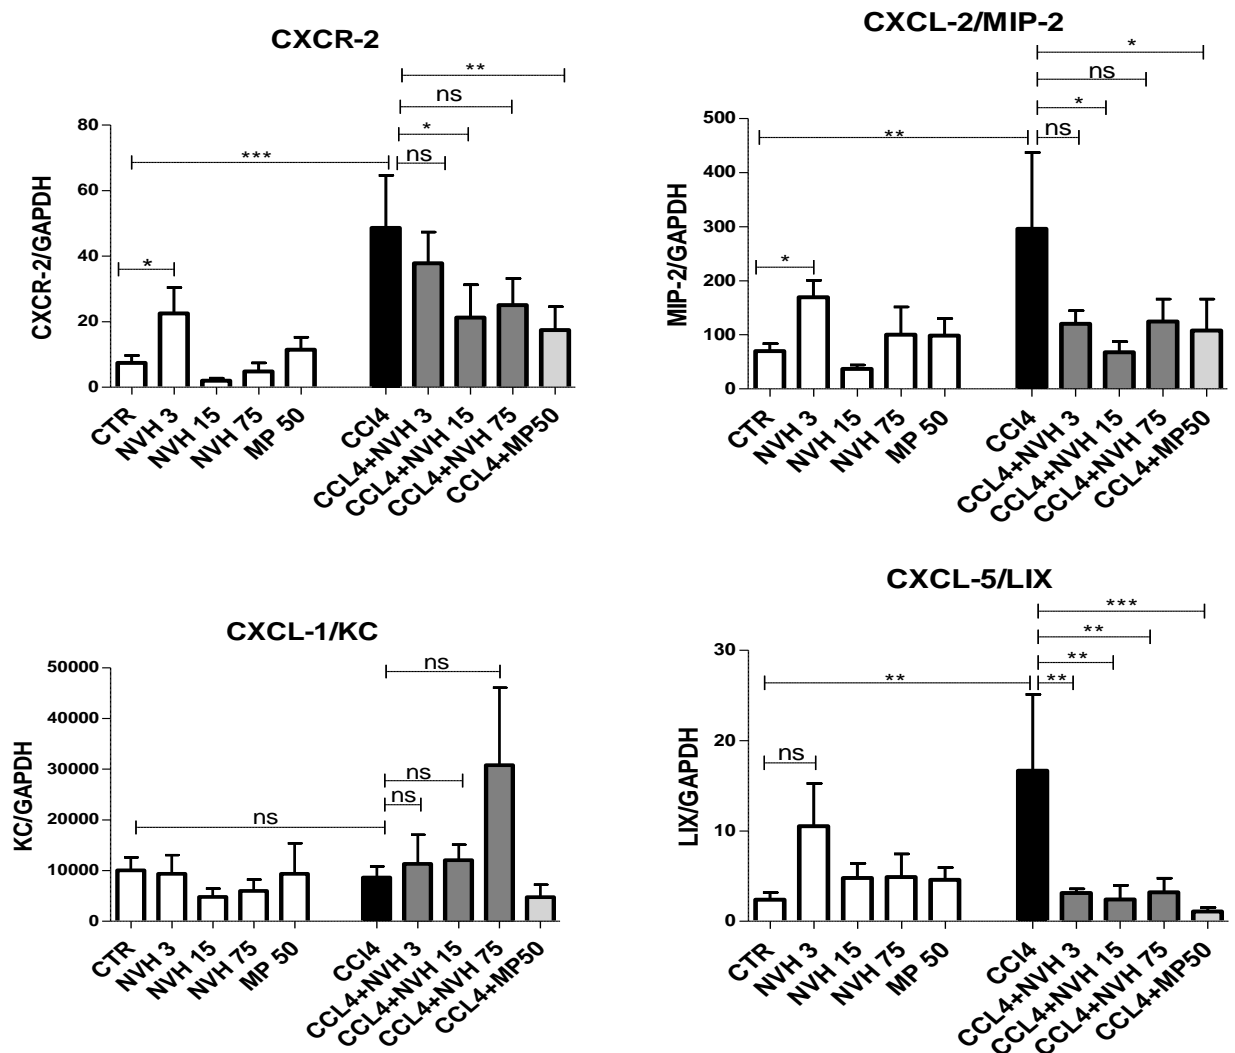 CXCR-2
**
ns
*
***
ns
*
CXCR-2/GAPDH
80
60
40
20
0
CTR
NVH 3
NVH 15
NVH 75
MP 50
CCl4
CCL4+NVH 3
CCL4+NVH 15
CCL4+NVH 75
CCL4+MP50
CXCL-2/MIP-2
*
ns
*
**
ns
*
MIP-2/GAPDH
500
400
300
200
100
0
CTR
NVH 3
NVH 15
NVH 75
MP 50
CCl4
CCL4+NVH 3
CCL4+NVH 15
CCL4+NVH 75
CCL4+MP50
CXCL-1/KC
ns
ns
ns
ns
KC/GAPDH
50000
40000
30000
20000
10000
0
CTR
NVH 3
NVH 15
NVH 75
MP 50
CCl4
CCL4+NVH 3
CCL4+NVH 15
CCL4+NVH 75
CCL4+MP50
CXCL-5/LIX
***
**
**
**
**
ns
LIX/GAPDH
30
20
10
0
CTR
NVH 3
NVH 15
NVH 75
MP 50
CCl4
CCL4+NVH 3
CCL4+NVH 15
CCL4+NVH 75
CCL4+MP50